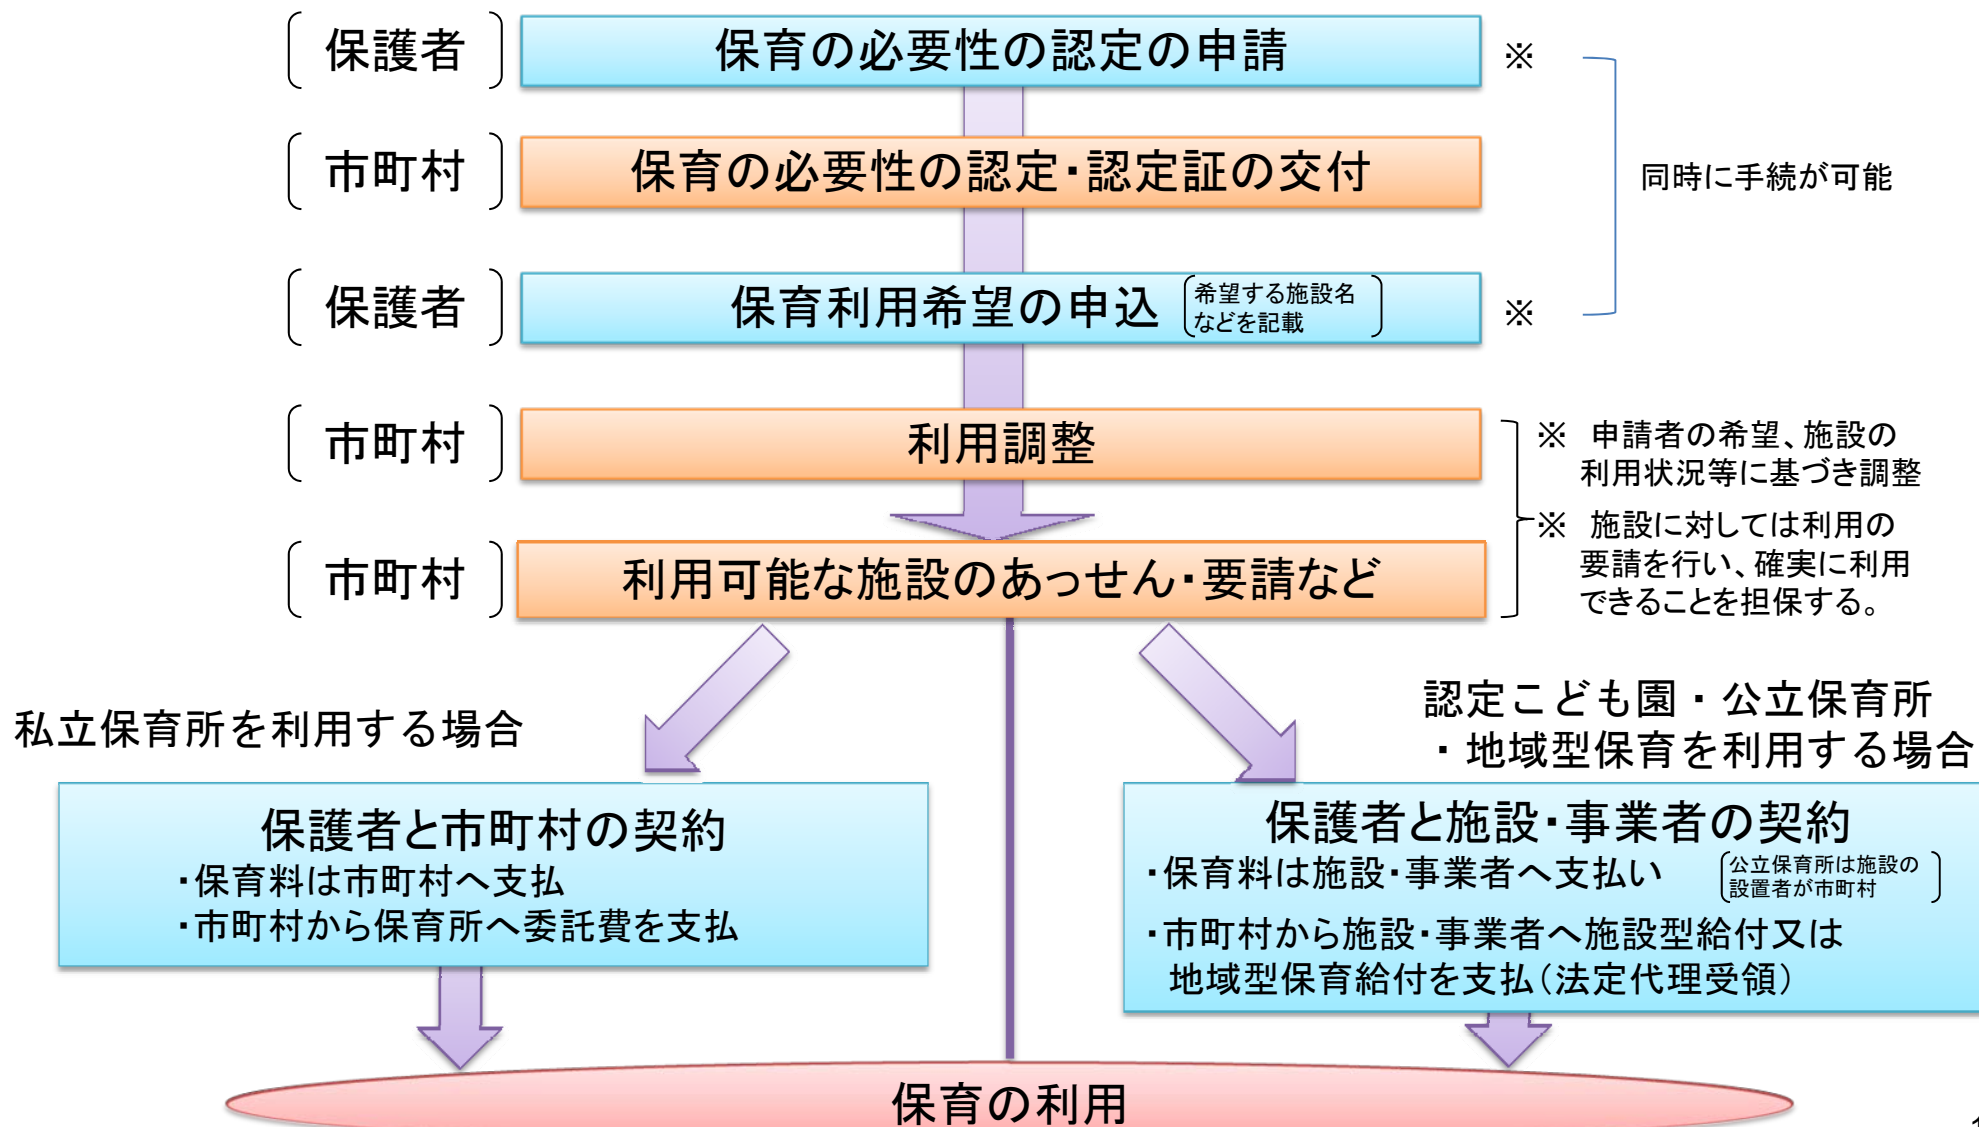 保護者
保育の必要性の認定の申請
※
市町村
保育の必要性の認定・認定証の交付
同時に手続が可能
保護者
保育利用希望の申込
希望する施設名
などを記載
※
市町村
利用調整
※ 申請者の希望、施設の
利用状況等に基づき調整
市町村
利用可能な施設のあっせん・要請など
※ 施設に対しては利用の
要請を行い、確実に利用
できることを担保する。
私立保育所を利用する場合
認定こども園・公立保育所
・地域型保育を利用する場合
保護者と市町村の契約
・保育料は市町村へ支払
・市町村から保育所へ委託費を支払
保護者と施設・事業者の契約
・保育料は施設・事業者へ支払い
公立保育所は施設の
設置者が市町村
・市町村から施設・事業者へ施設型給付又は
地域型保育給付を支払(法定代理受領)
保育の利用